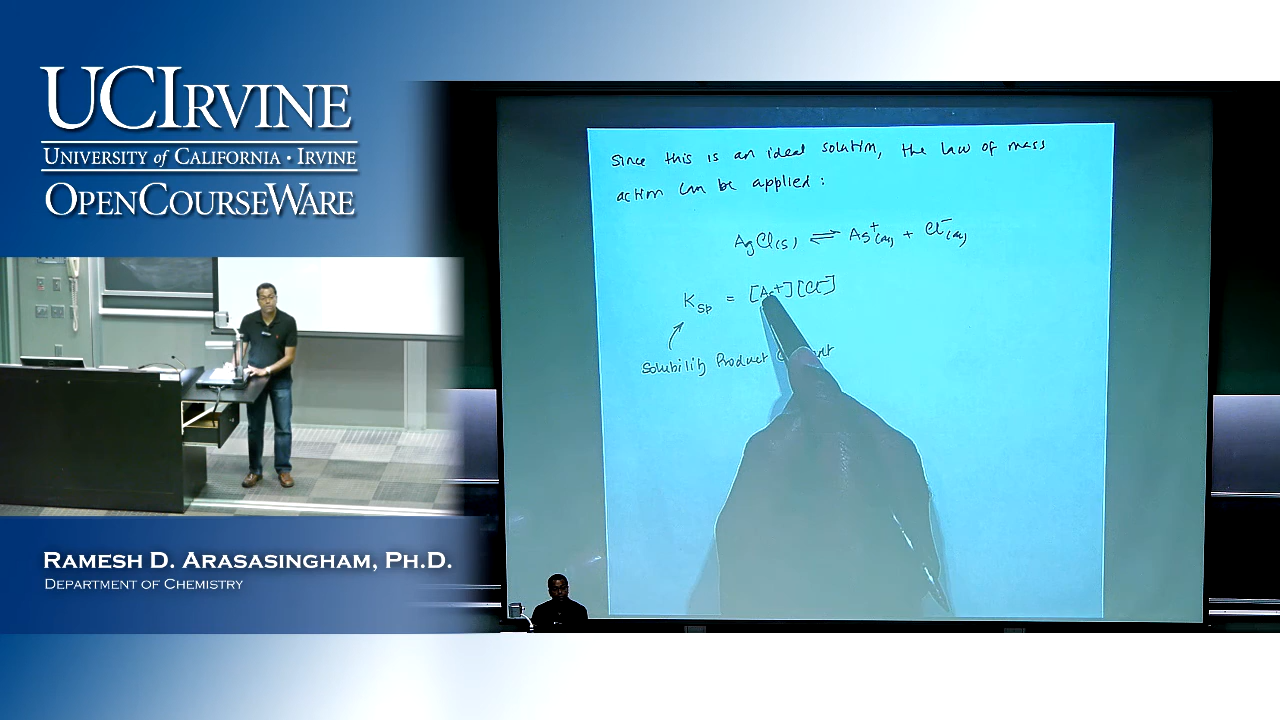 UCIRVINE
UNIVERSITY of CALIFORNIA · IRVINE
OPENCOURSEWARE
RAMESH D. ARASASINGHAM, PH.D.
DEPARTMENT OF CHEMISTRY
Since this is an ideal solution, the law of mass
action can be applied :
AgCl(s) ⇌ Ag⁺(aq) + Cl⁻(aq)
Ksp = [Ag⁺][Cl⁻]
Solubility Product